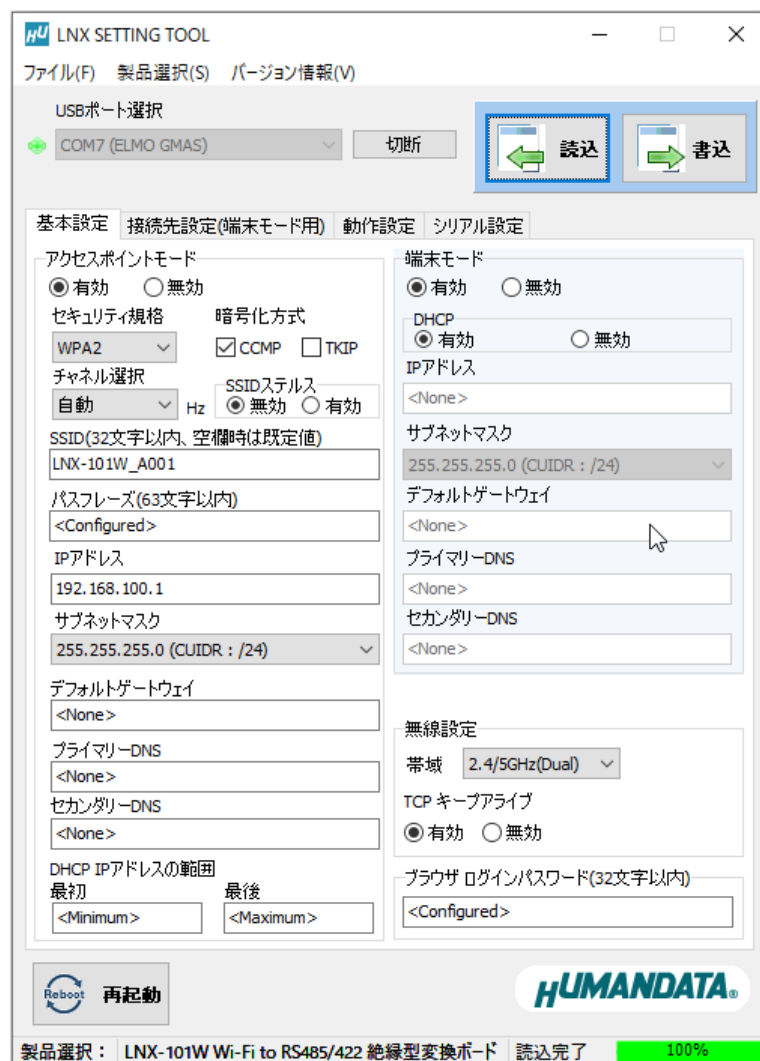 LNX SETTING TOOL
ファイル(F) 製品選択(S) バージョン情報(V)
USBポート選択
COM7 (ELMO GMAS)
切断
読込
書込
基本設定 接続先設定(端末モード用) 動作設定 シリアル設定
アクセスポイントモード
有効 無効
セキュリティ規格 暗号化方式
WPA2 CCMP TKIP
チャネル選択 SSIDステルス
自動 Hz 無効 有効
SSID(32文字以内、空欄時は既定値)
LNX-101W_A001
パスフレーズ(63文字以内)
<Configured>
IPアドレス
192.168.100.1
サブネットマスク
255.255.255.0 (CUIDR : /24)
デフォルトゲートウェイ
<None>
プライマリーDNS
<None>
セカンダリーDNS
<None>
DHCP IPアドレスの範囲
最初 最後
<Minimum> <Maximum>
端末モード
有効 無効
DHCP
有効 無効
IPアドレス
<None>
サブネットマスク
255.255.255.0 (CUIDR : /24)
デフォルトゲートウェイ
<None>
プライマリーDNS
<None>
セカンダリーDNS
<None>
無線設定
帯域 2.4/5GHz(Dual)
TCP キープアライブ
有効 無効
ブラウザ ログインパスワード(32文字以内)
<Configured>
Reboot 再起動
HUMANDATA®
製品選択： LNX-101W Wi-Fi to RS485/422 絶縁型変換ボード 読込完了 100%